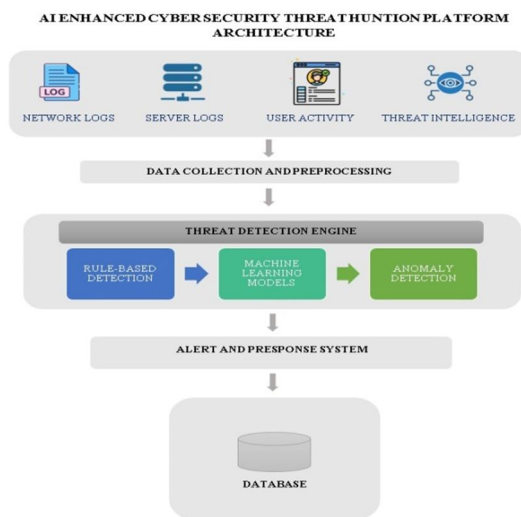 AI ENHANCED CYBER SECURITY THREAT HUNTION PLATFORM
ARCHITECTURE
LOG
NETWORK LOGS
SERVER LOGS
USER ACTIVITY
THREAT INTELLIGENCE
DATA COLLECTION AND PREPROCESSING
THREAT DETECTION ENGINE
RULE-BASED
DETECTION
MACHINE
LEARNING
MODELS
ANOMALY
DETECTION
ALERT AND PRESPONSE SYSTEM
DATABASE